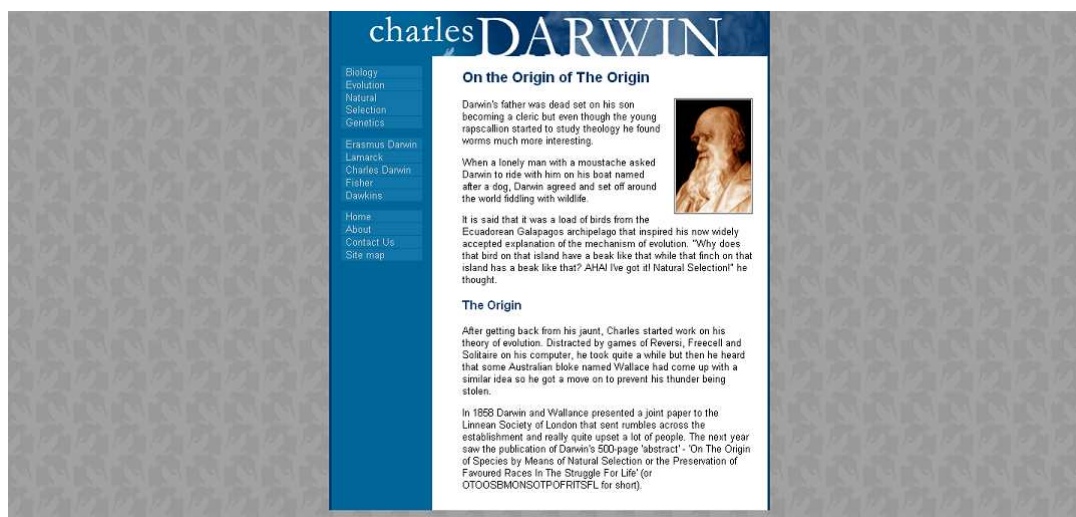 charles DARWIN
Biology
Evolution
Natural
Selection
Genetics
Erasmus Darwin
Lamarck
Charles Darwin
Fisher
Dawkins
Home
About
Contact Us
Site map
On the Origin of The Origin
Darwin's father was dead set on his son
becoming a cleric but even though the young
rapscallion started to study theology he found
worms much more interesting.
When a lonely man with a moustache asked
Darwin to ride with him on his boat named
after a dog, Darwin agreed and set off around
the world fiddling with wildlife.
It is said that it was a load of birds from the
Ecuadorean Galapagos archipelago that inspired his now widely
accepted explanation of the mechanism of evolution. "Why does
that bird on that island have a beak like that while that finch on that
island has a beak like that? AHA! I've got it! Natural Selection!" he
thought.
The Origin
After getting back from his jaunt, Charles started work on his
theory of evolution. Distracted by games of Reversi, Freecell and
Solitaire on his computer, he took quite a while but then he heard
that some Australian bloke named Wallace had come up with a
similar idea so he got a move on to prevent his thunder being
stolen.
In 1858 Darwin and Wallance presented a joint paper to the
Linnean Society of London that sent rumbles across the
establishment and really quite upset a lot of people. The next year
saw the publication of Darwin's 500-page 'abstract' - 'On The Origin
of Species by Means of Natural Selection or the Preservation of
Favoured Races In The Struggle For Life' (or
OTOOSBMONSOTPOFRITSFL for short).